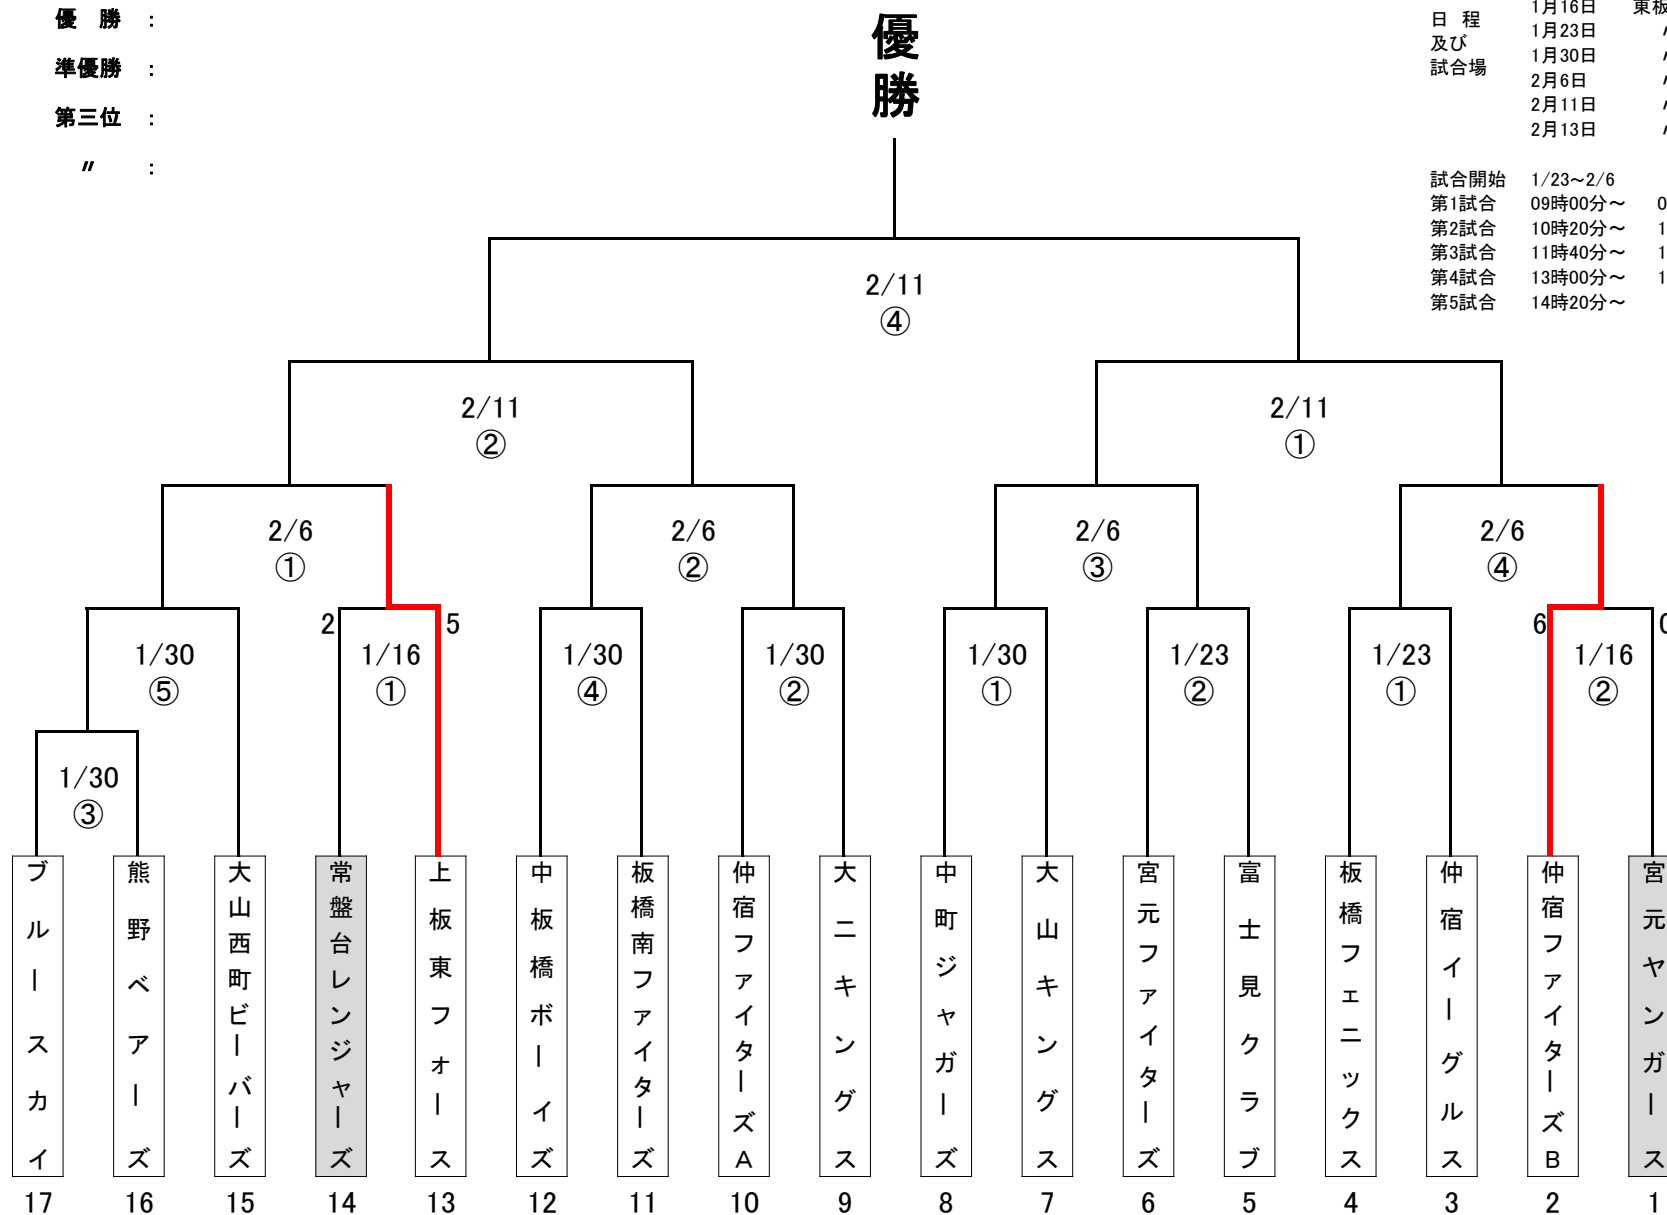 優　勝　:
準優勝　:
第三位　:
〃　:
優勝
日　程
及び
試合場
1月16日　東板
1月23日
1月30日
2月6日
2月11日
2月13日
試合開始　1/23～2/6
第1試合　09時00分～　0
第2試合　10時20分～　1
第3試合　11時40分～　1
第4試合　13時00分～　1
第5試合　14時20分～
2/11
④
2/11　2/11
②　①
2/6　2/6　2/6　2/6
①　②　③　④
2　5　6　0
1/30　1/16　1/30　1/30　1/30　1/23　1/23　1/16
⑤　①　④　②　①　②　①　②
1/30
③
ブルースカイ
熊野ベアーズ
大山西町ビーバーズ
常盤台レンジャーズ
上板東フォース
中板橋ボーイズ
板橋南ファイターズ
仲宿ファイターズA
大ニキングス
中町ジャガーズ
大山キングス
宮元ファイターズ
富士見クラブ
板橋フェニックス
仲宿イーグルス
仲宿ファイターズB
宮元ヤンガース
17　16　15　14　13　12　11　10　9　8　7　6　5　4　3　2　1